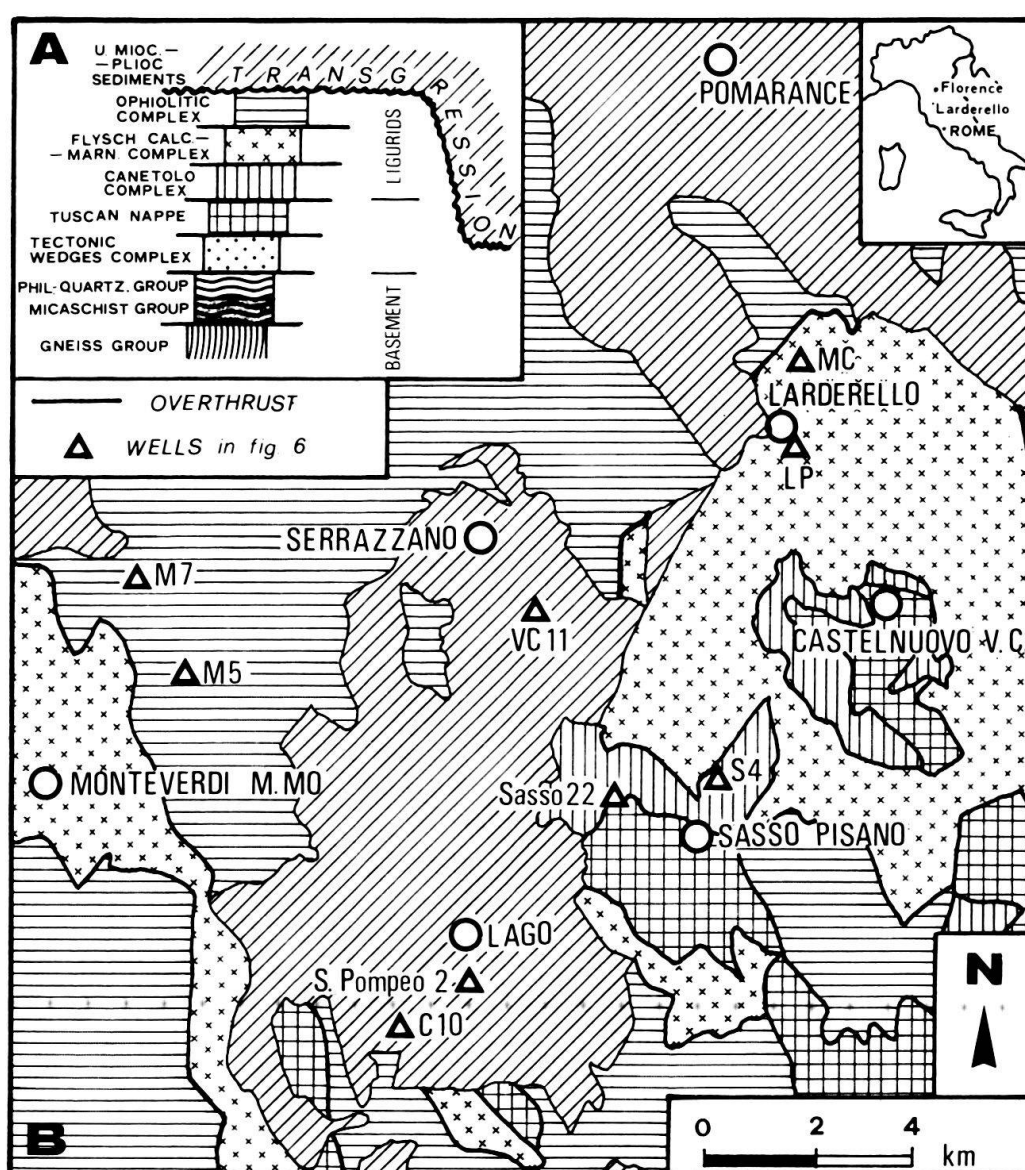 A
U. MIOC.—
—PLIOC
SEDIMENTS
TRANSGRESSION
OPHIOLITIC
COMPLEX
FLYSCH CALC.—
—MARN. COMPLEX
CANETOLO
COMPLEX
TUSCAN NAPPE
TECTONIC
WEDGES COMPLEX
PHIL-QUARTZ. GROUP
MICASCHIST GROUP
GNEISS GROUP
LIGURIDS
BASEMENT
OVERTHRUST
WELLS in fig. 6
Florence
Larderello
ROME
POMARANCE
MC
LARDERELLO
LP
SERRAZZANO
M7
VC11
CASTELNUOVO V.C.
M5
MONTEVERDI M.MO
Sasso 22
S4
SASSO PISANO
LAGO
S. Pompeo 2
C10
N
B
0 2 4
km